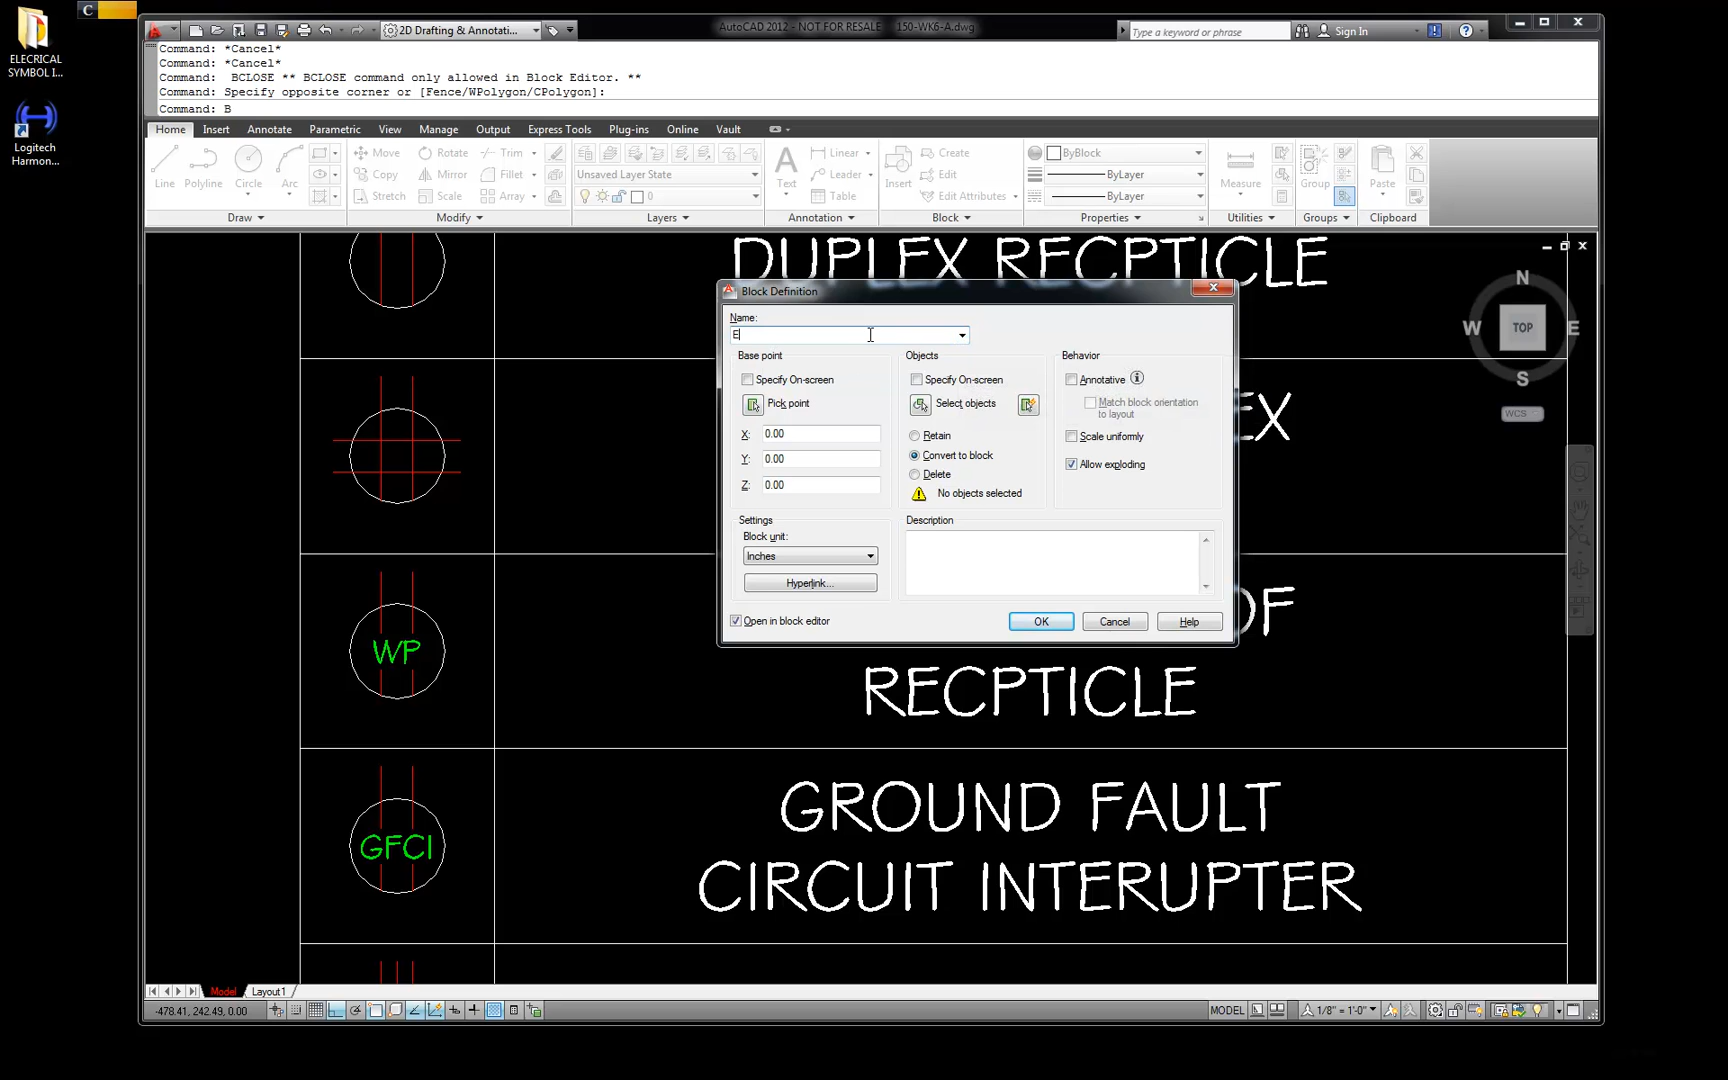 ELECRICAL
SYMBOL I...
C
Logitech
Harmon...
2D Drafting & Annotati...
AutoCAD 2012 - NOT FOR RESALE 150-WK6-A.dwg
Type a keyword or phrase
Sign In
Command: *Cancel*
Command: *Cancel*
Command:  BCLOSE ** BCLOSE command only allowed in Block Editor. **
Command: Specify opposite corner or [Fence/WPolygon/CPolygon]:
Command: B
Home Insert Annotate Parametric View Manage Output Express Tools Plug-ins Online Vault
Line Polyline Circle Arc
Move Rotate Trim
Copy Mirror Fillet
Stretch Scale Array
Unsaved Layer State
0
Text
Linear
Leader
Table
Insert
Create
Edit
Edit Attributes
ByBlock
ByLayer
ByLayer
Measure
Group
Paste
Draw Modify Layers Annotation Block Properties Utilities Groups Clipboard
DUPLEX RECPTICLE
EX
WP
OF
RECPTICLE
GFCI
GROUND FAULT
CIRCUIT INTERUPTER
N
W TOP E
S
WCS
Block Definition
Name:
E
Base point
Specify On-screen
Pick point
X: 0.00
Y: 0.00
Z: 0.00
Objects
Specify On-screen
Select objects
Retain
Convert to block
Delete
No objects selected
Behavior
Annotative
Match block orientation
to layout
Scale uniformly
Allow exploding
Settings
Block unit:
Inches
Hyperlink...
Description
Open in block editor
OK Cancel Help
Model Layout1
-478.41, 242.49, 0.00
MODEL
1/8" = 1'-0"